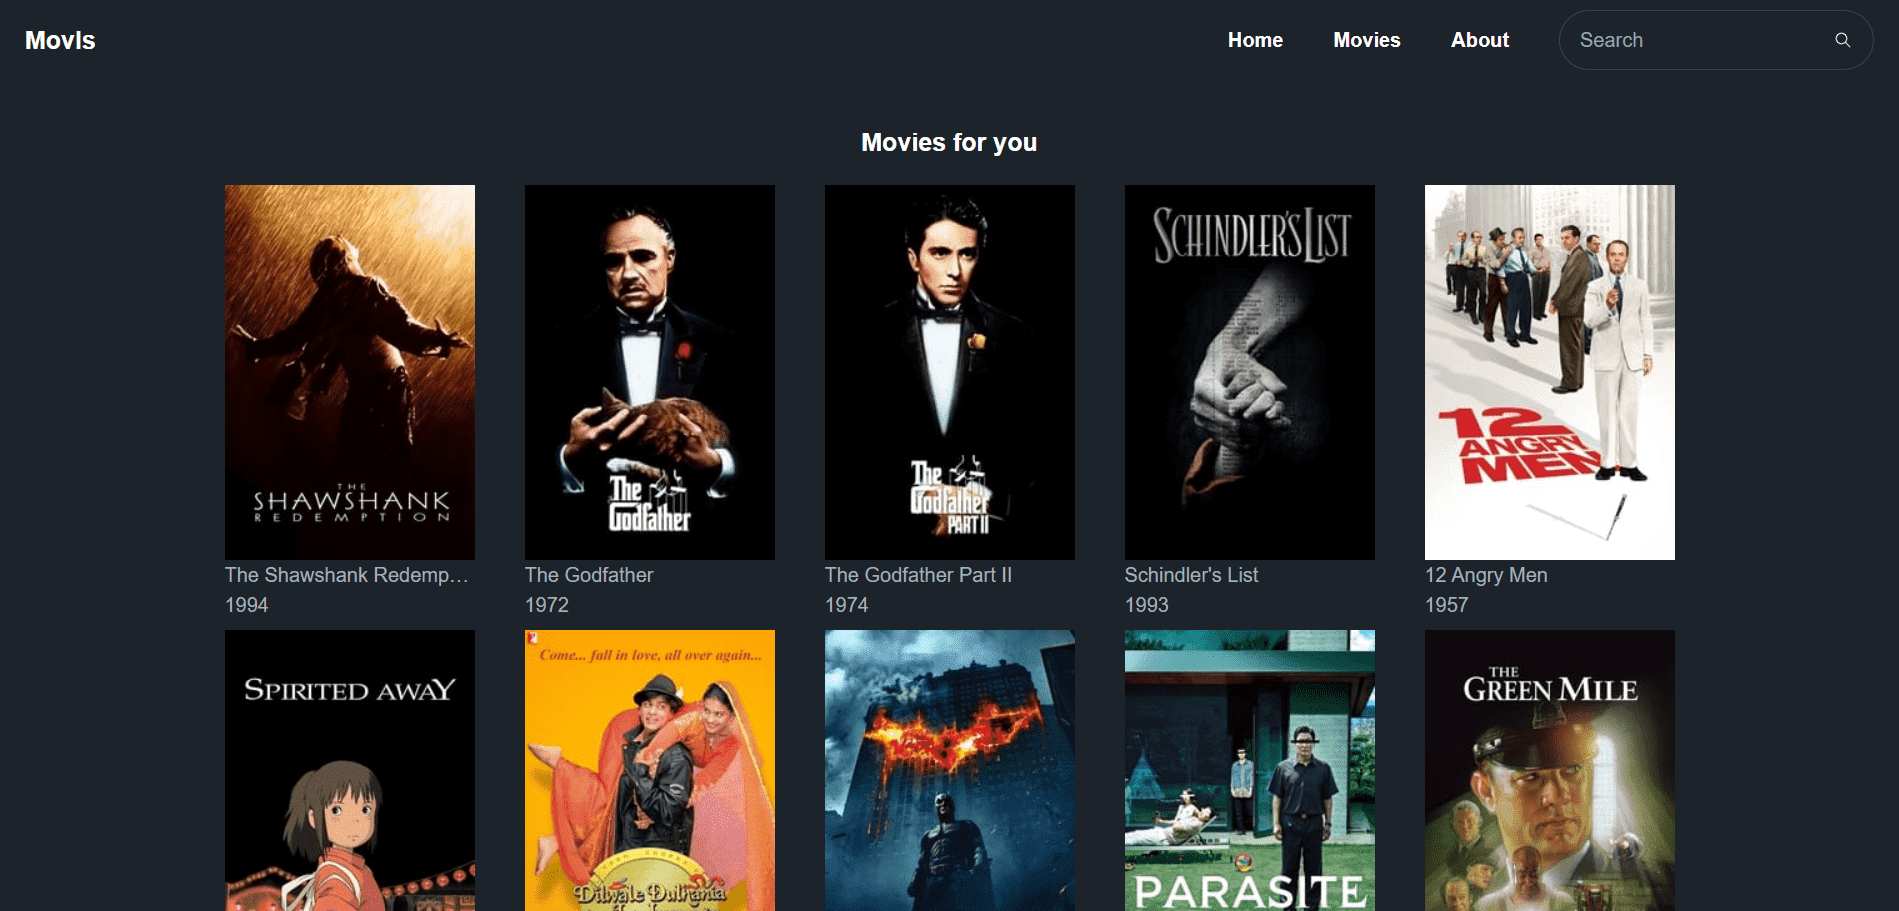 MovIs
Home
Movies
About
Search
Movies for you
THE
SHAWSHANK
REDEMPTION
The
Godfather
The
Godfather
PART II
SCHINDLER'S LIST
12
ANGRY
MEN
The Shawshank Redemp…
1994
The Godfather
1972
The Godfather Part II
1974
Schindler's List
1993
12 Angry Men
1957
SPIRITED AWAY
Come... fall in love, all over again...
Dilwale Dulhania
PARASITE
THE
GREEN MILE